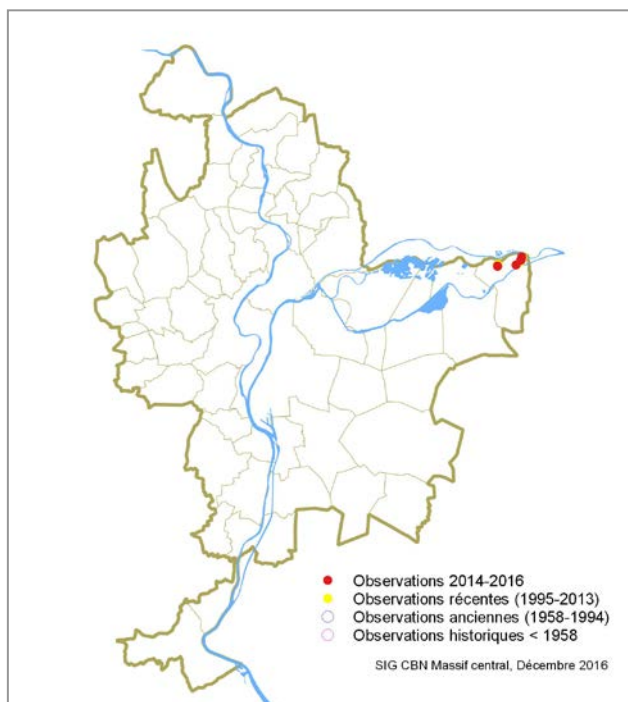 Observations 2014-2016
Observations récentes (1995-2013)
Observations anciennes (1958-1994)
Observations historiques < 1958
SIG CBN Massif central, Décembre 2016